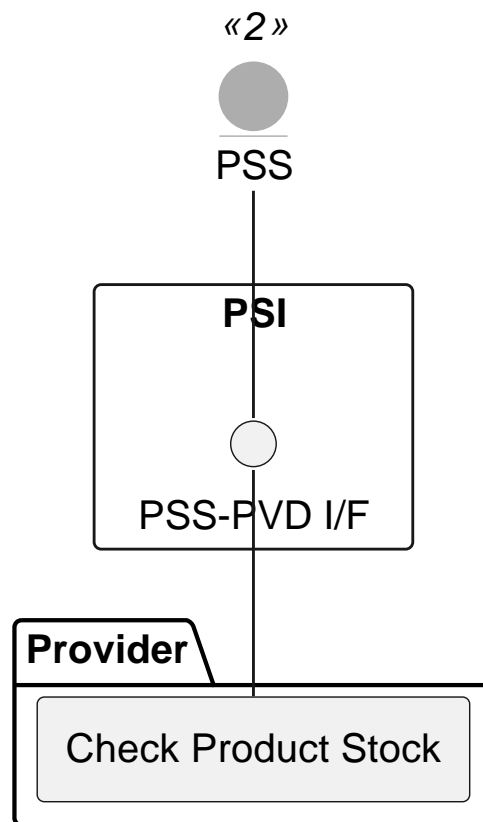 «2»
PSS
PSI
PSS-PVD I/F
Provider
Check Product Stock